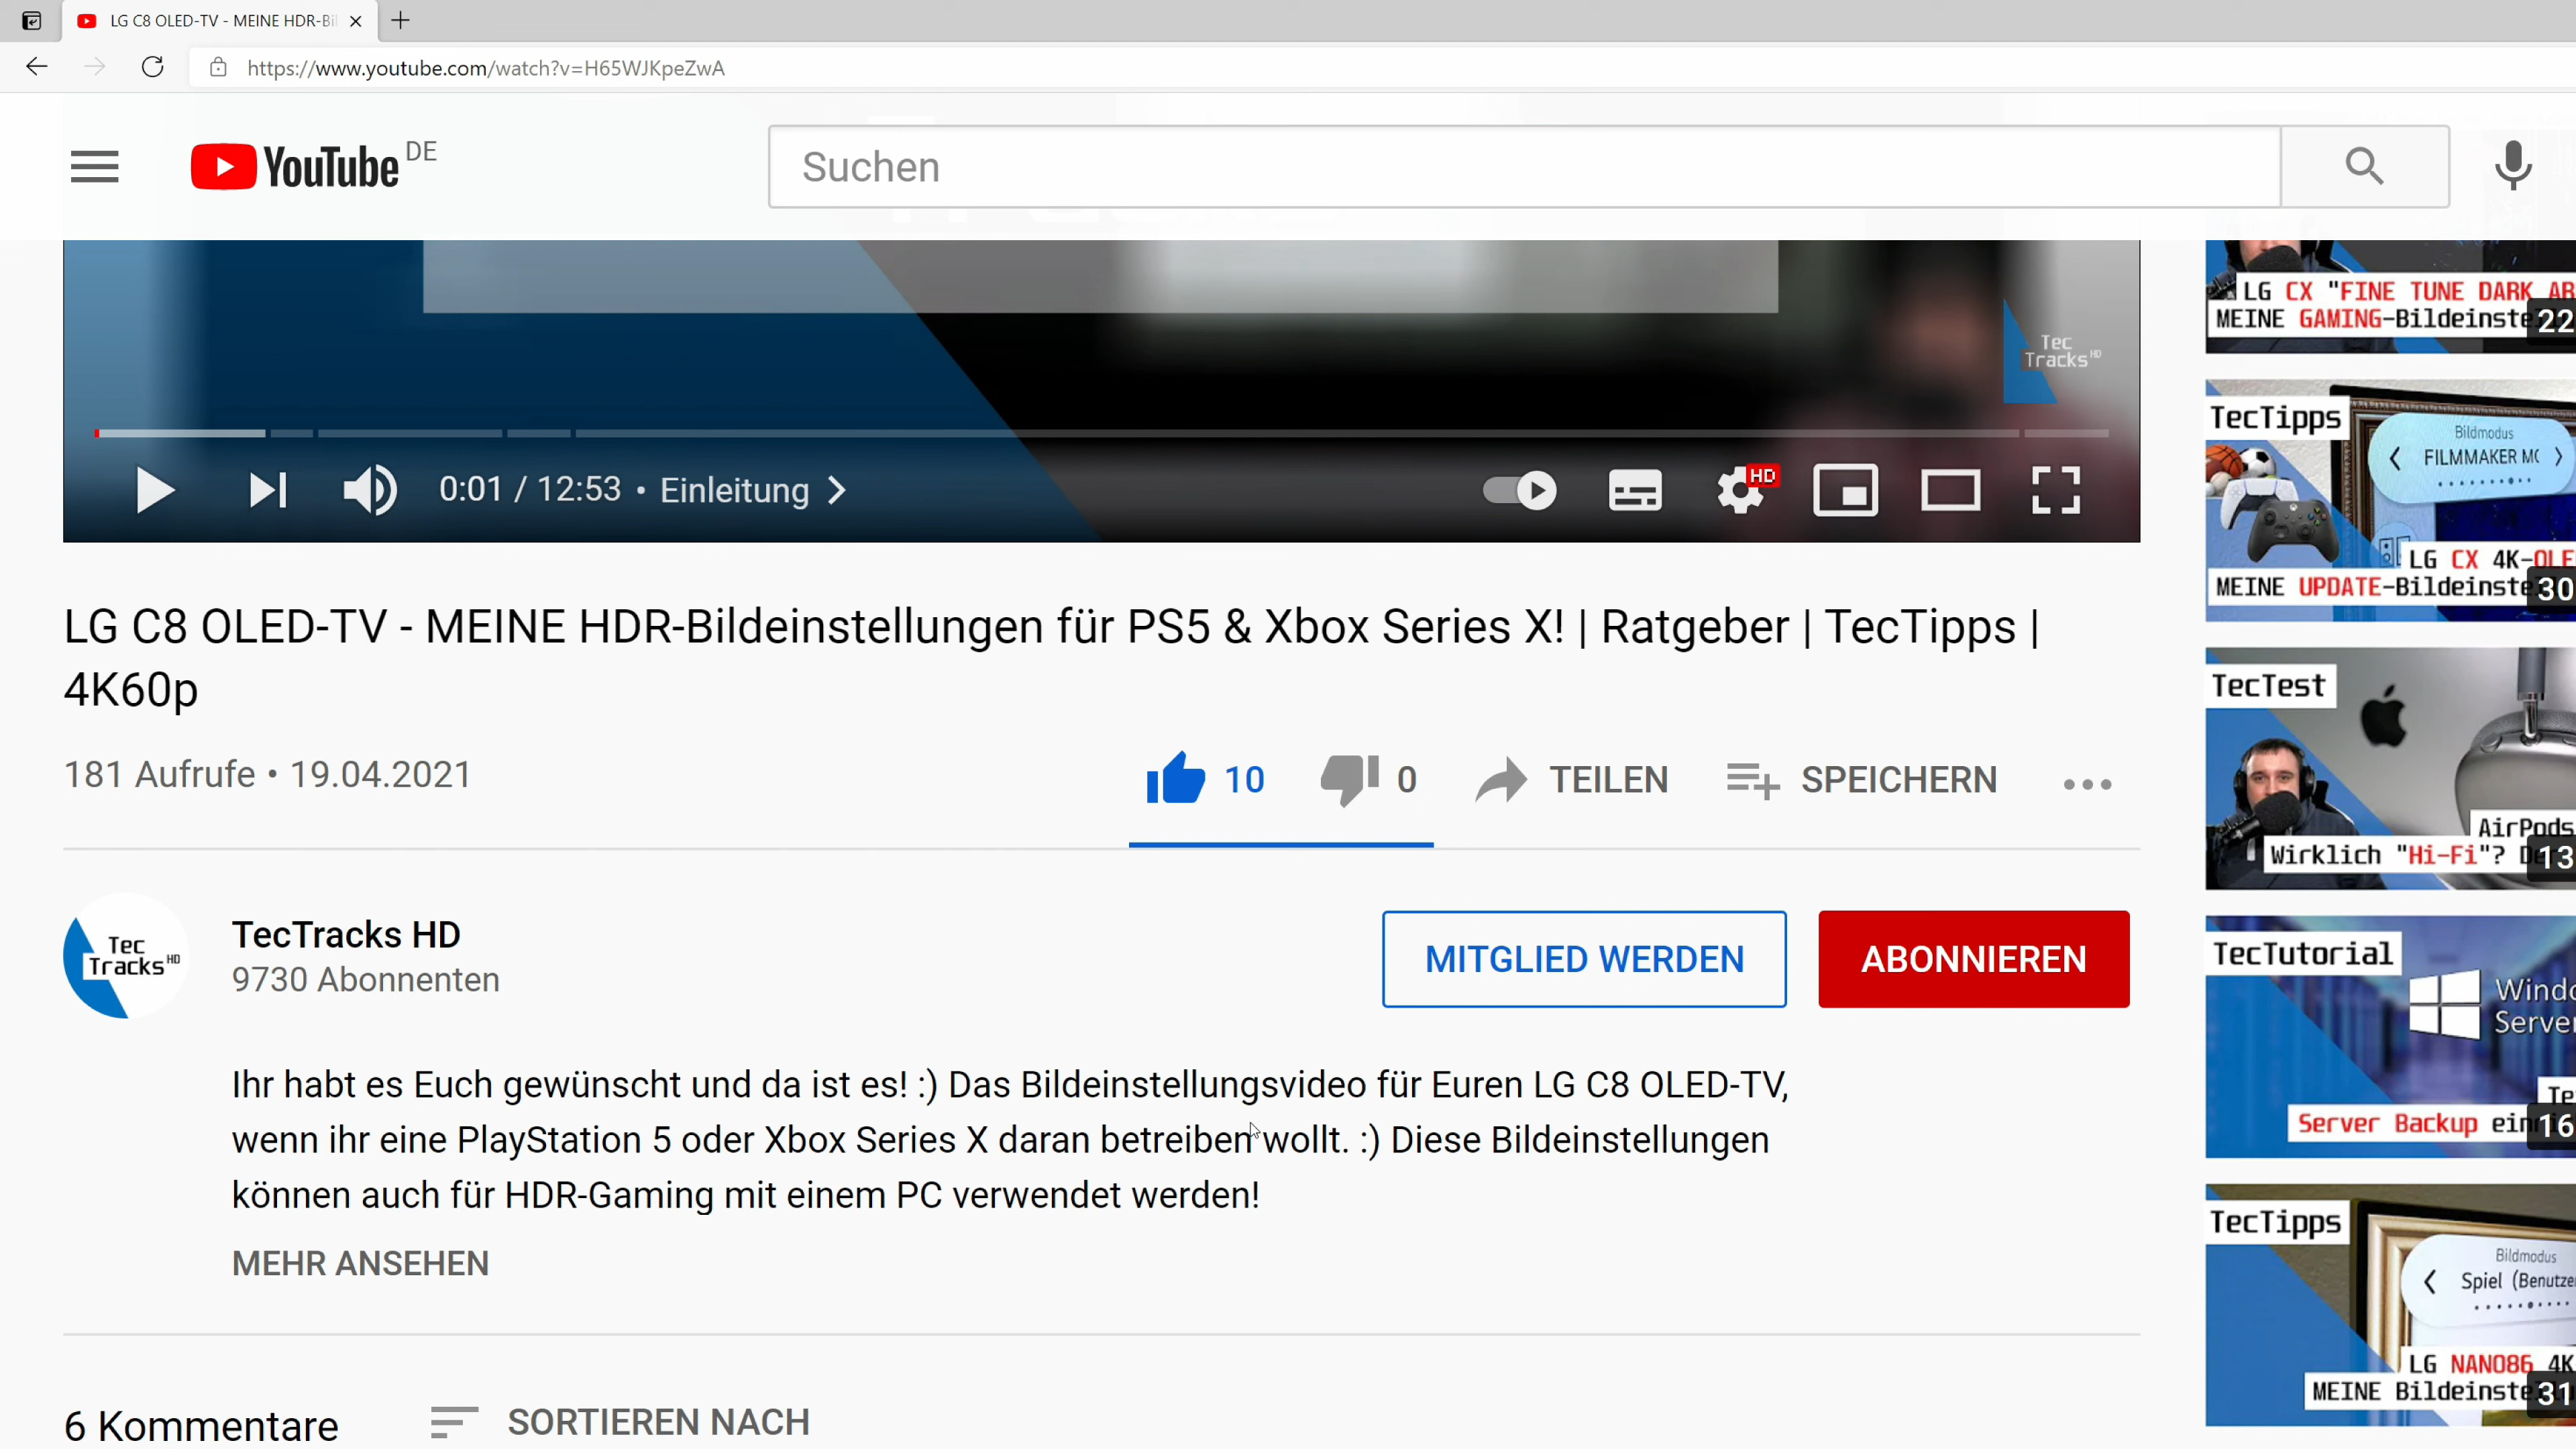 LG C8 OLED-TV - MEINE HDR-Bil
https://www.youtube.com/watch?v=H65WJKpeZwA
YouTube DE
Suchen
Tec
Tracks HD
0:01 / 12:53 • Einleitung
HD
LG C8 OLED-TV - MEINE HDR-Bildeinstellungen für PS5 & Xbox Series X! | Ratgeber | TecTipps |
4K60p
181 Aufrufe • 19.04.2021
10
0
TEILEN
SPEICHERN
Tec
Tracks HD
TecTracks HD
9730 Abonnenten
MITGLIED WERDEN
ABONNIEREN
Ihr habt es Euch gewünscht und da ist es! :) Das Bildeinstellungsvideo für Euren LG C8 OLED-TV,
wenn ihr eine PlayStation 5 oder Xbox Series X daran betreiben wollt. :) Diese Bildeinstellungen
können auch für HDR-Gaming mit einem PC verwendet werden!
MEHR ANSEHEN
6 Kommentare
SORTIEREN NACH
LG CX "FINE TUNE DARK AR
MEINE GAMING-Bildeinste
22
TecTipps
Bildmodus
FILMMAKER MO
LG CX 4K-OLE
MEINE UPDATE-Bildeinste
30
TecTest
AirPods
Wirklich "Hi-Fi"?
13
TecTutorial
Windo
Server
Te
Server Backup ein
16
TecTipps
Bildmodus
Spiel (Benutze
LG NANO86 4K
MEINE Bildeinste
31